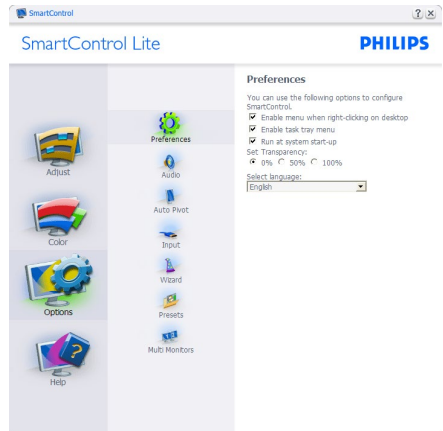 SmartControl
SmartControl Lite
PHILIPS
Adjust
Color
Options
Help
Preferences
Audio
Auto Pivot
Input
Wizard
Presets
Multi Monitors
Preferences
You can use the following options to configure
SmartControl.
Enable menu when right-clicking on desktop
Enable task tray menu
Run at system start-up
Set Transparency:
0% 50% 100%
Select language:
English